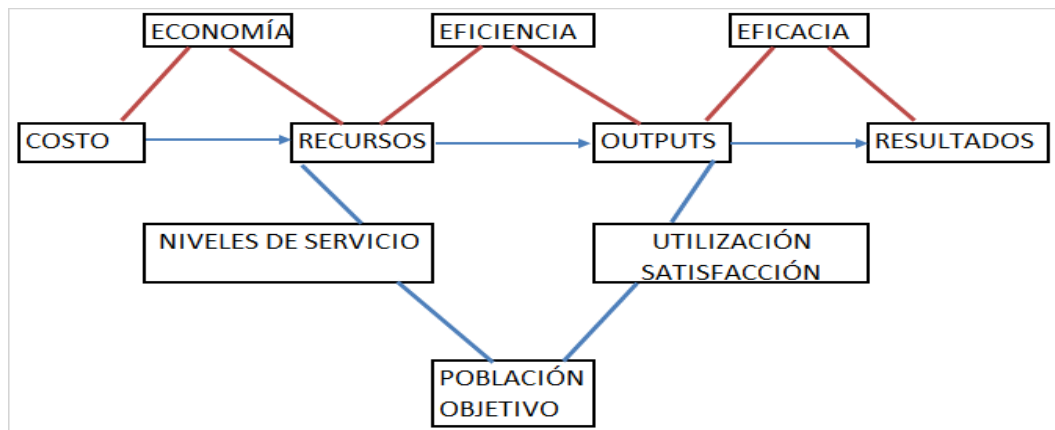 ECONOMÍA
EFICIENCIA
EFICACIA
COSTO
RECURSOS
OUTPUTS
RESULTADOS
NIVELES DE SERVICIO
UTILIZACIÓN
SATISFACCIÓN
POBLACIÓN
OBJETIVO